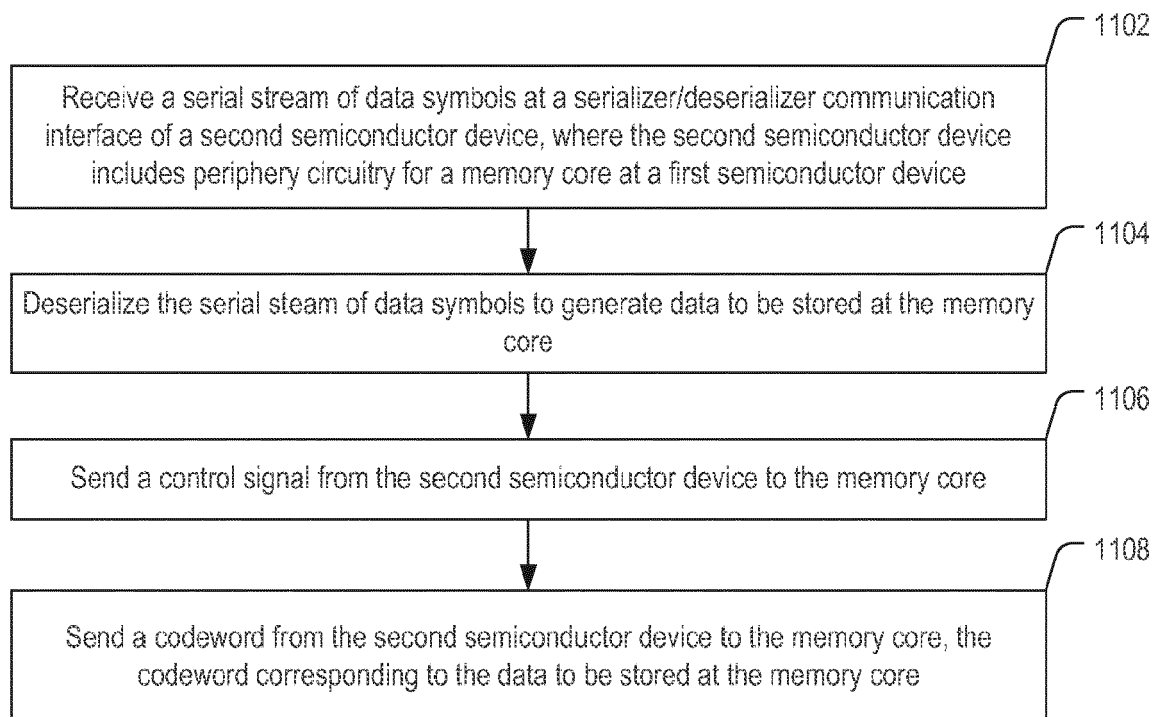 1102
Receive a serial stream of data symbols at a serializer/deserializer communication
interface of a second semiconductor device, where the second semiconductor device
includes periphery circuitry for a memory core at a first semiconductor device
1104
Deserialize the serial steam of data symbols to generate data to be stored at the memory
core
1106
Send a control signal from the second semiconductor device to the memory core
1108
Send a codeword from the second semiconductor device to the memory core, the
codeword corresponding to the data to be stored at the memory core